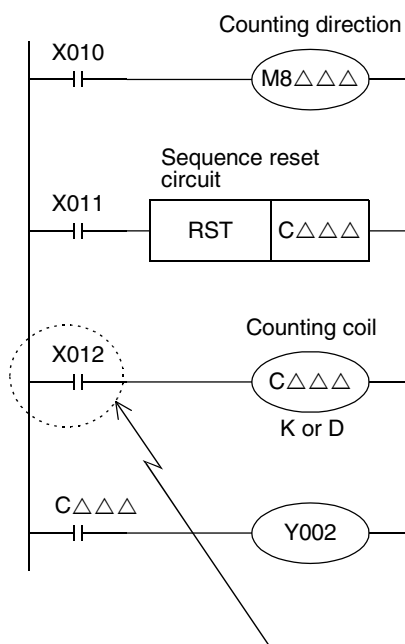 Counting direction
X010
M8△△△
Sequence reset
circuit
X011
RST
C△△△
Counting coil
X012
C△△△
K or D
C△△△
Y002